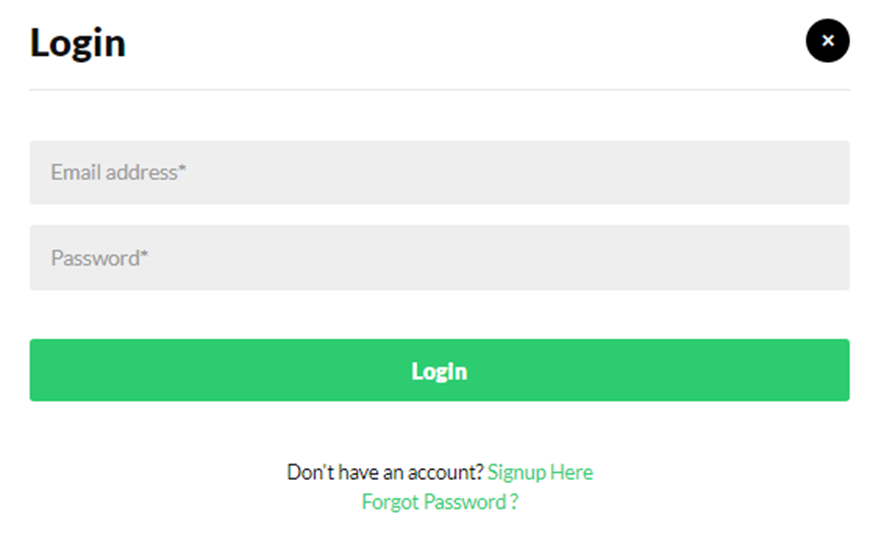 Login
×
Email address*
Password*
Login
Don't have an account? Signup Here
Forgot Password ?